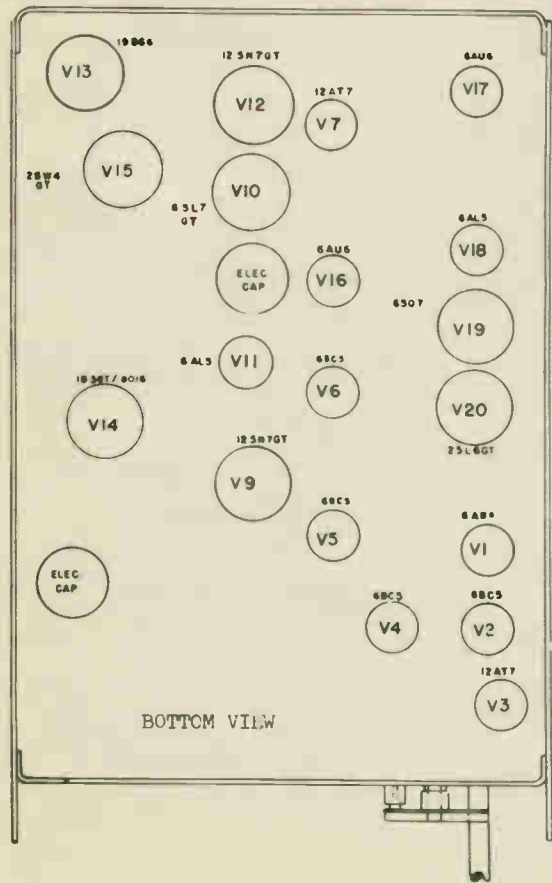 19BG6
V13
12SN7GT
V12
12AT7
V7
6AU6
V17
V15
GT
V10
6SL7
GT
ELEC
CAP
6AU6
V16
6AL5
V18
6SQ7
V19
6AL5
V11
6BC5
V6
V14
V20
25L6GT
12SN7GT
V9
6BC5
V5
V1
ELEC
CAP
6BC5
V4
6BC5
V2
12AT7
V3
BOTTOM VIEW